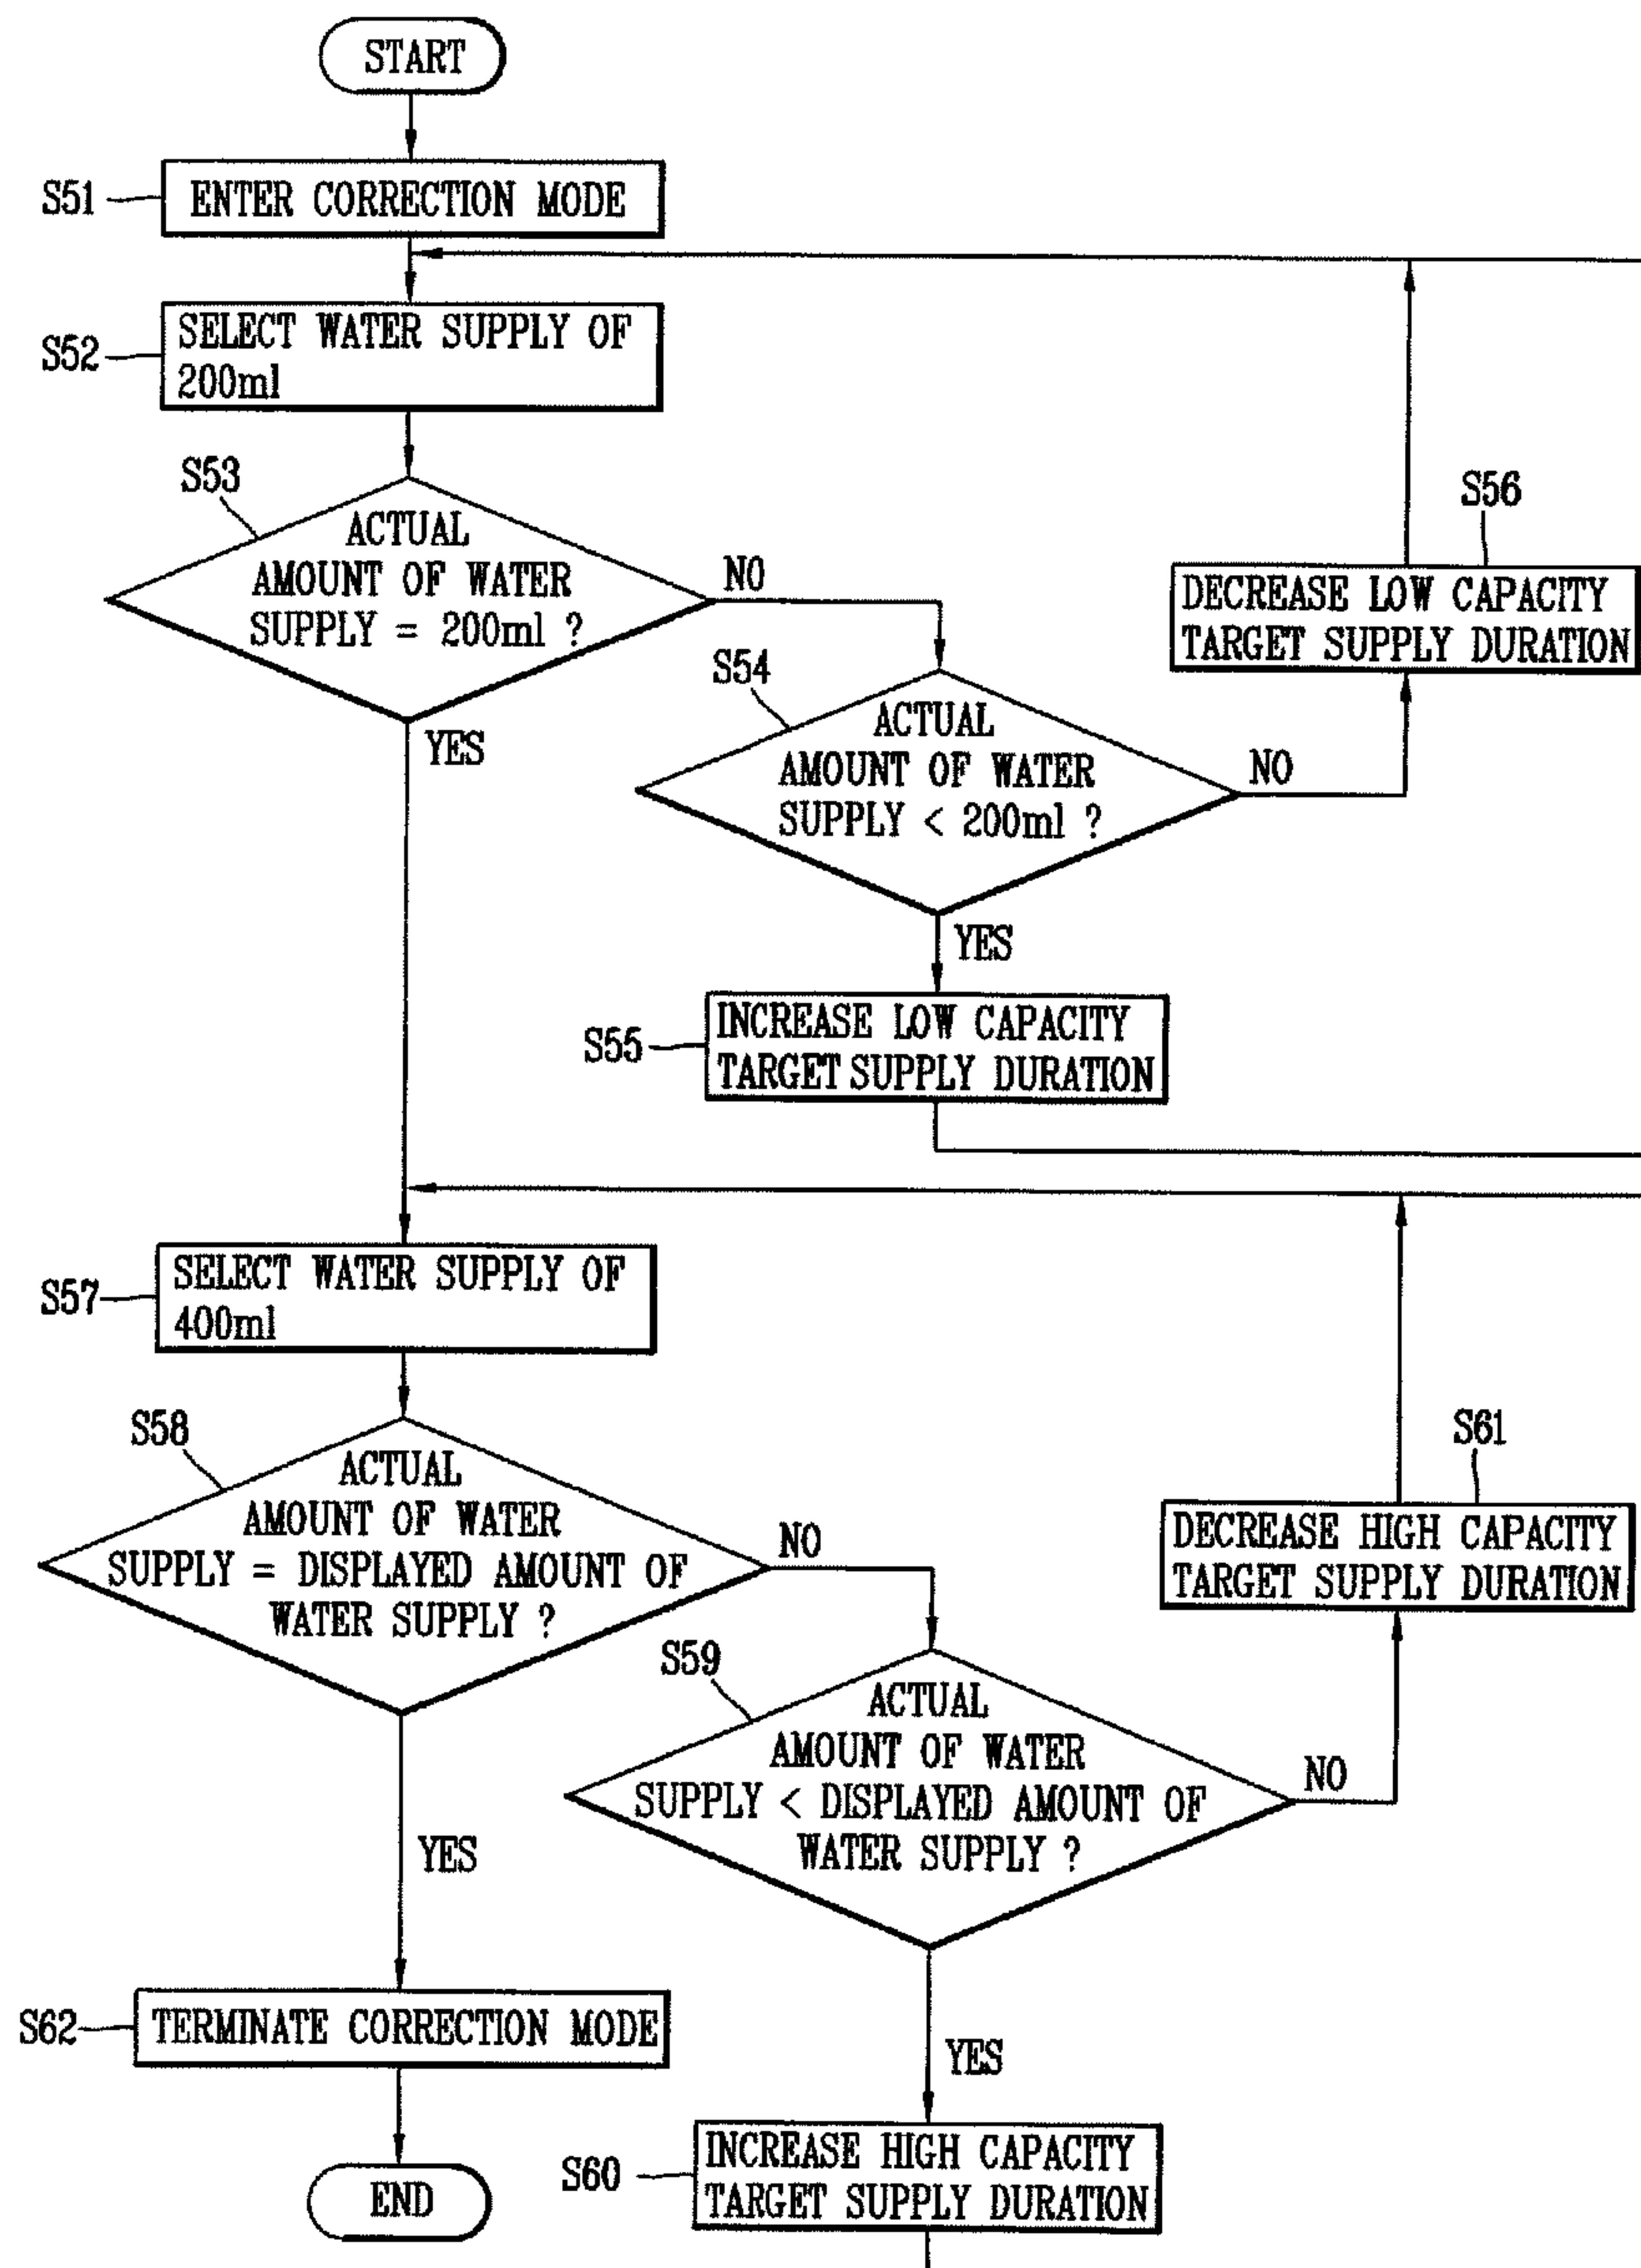 START
S51
ENTER CORRECTION MODE
S52
SELECT WATER SUPPLY OF
200ml
S53
ACTUAL
AMOUNT OF WATER
SUPPLY = 200ml ?
NO
YES
S54
ACTUAL
AMOUNT OF WATER
SUPPLY < 200ml ?
NO
YES
S56
DECREASE LOW CAPACITY
TARGET SUPPLY DURATION
S55
INCREASE LOW CAPACITY
TARGET SUPPLY DURATION
S57
SELECT WATER SUPPLY OF
400ml
S58
ACTUAL
AMOUNT OF WATER
SUPPLY = DISPLAYED AMOUNT OF
WATER SUPPLY ?
NO
YES
S59
ACTUAL
AMOUNT OF WATER
SUPPLY < DISPLAYED AMOUNT OF
WATER SUPPLY ?
NO
YES
S61
DECREASE HIGH CAPACITY
TARGET SUPPLY DURATION
S62
TERMINATE CORRECTION MODE
S60
INCREASE HIGH CAPACITY
TARGET SUPPLY DURATION
END